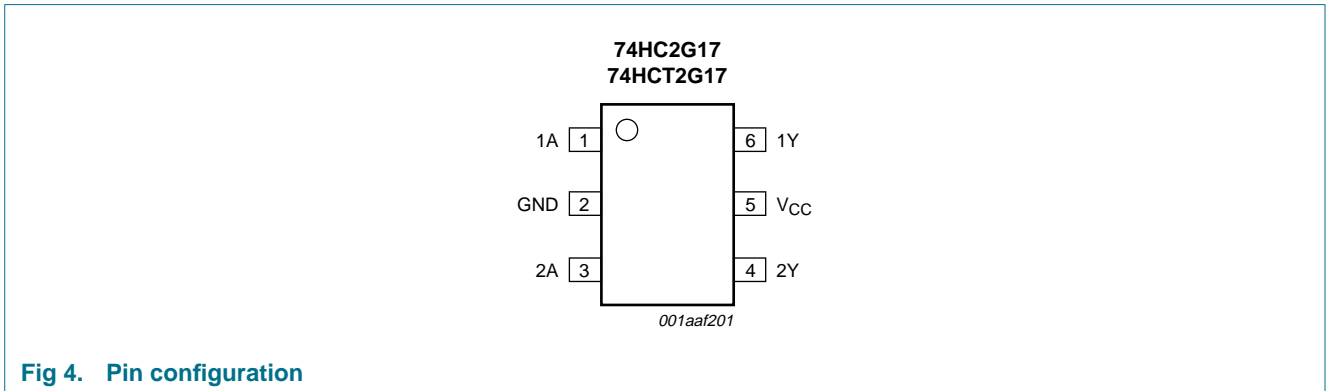 74HC2G17
74HCT2G17
1A 1 6 1Y
GND 2 5 VCC
2A 3 4 2Y
001aaf201
Fig 4. Pin configuration